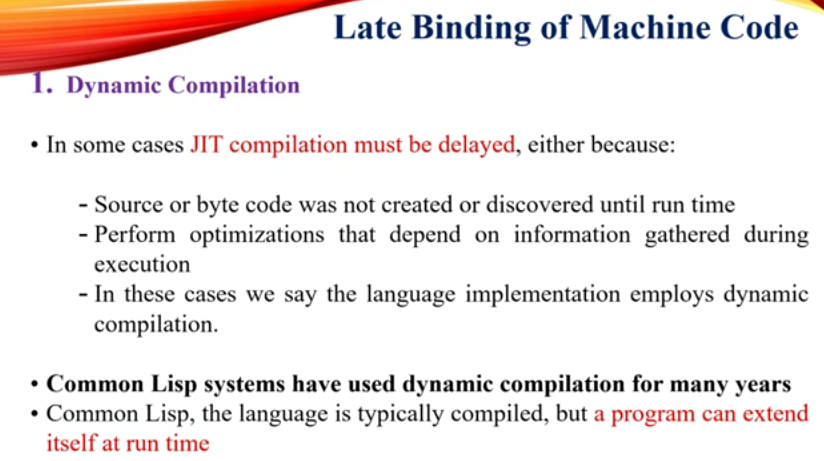 Late Binding of Machine Code
1. Dynamic Compilation
• In some cases JIT compilation must be delayed, either because:
- Source or byte code was not created or discovered until run time
- Perform optimizations that depend on information gathered during
execution
- In these cases we say the language implementation employs dynamic
compilation.
• Common Lisp systems have used dynamic compilation for many years
• Common Lisp, the language is typically compiled, but a program can extend
itself at run time